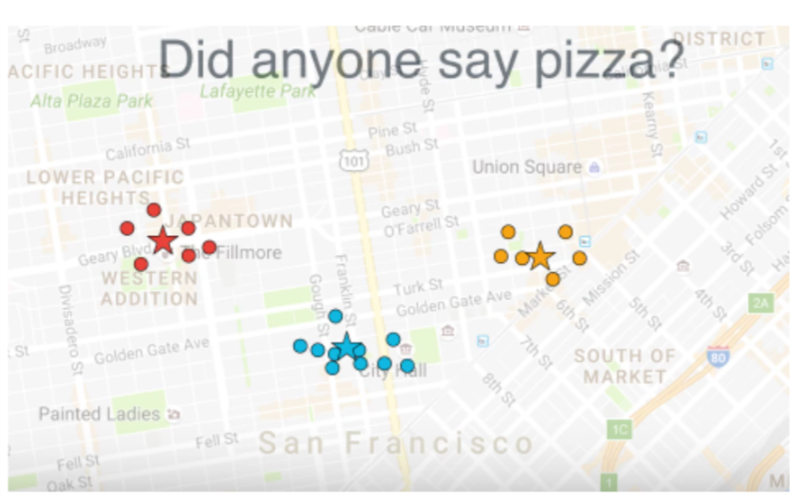 Cable Car Museum
St
Broadway
Did anyone say pizza?
DISTRICT
PACIFIC HEIGHTS
Alta Plaza Park
Lafayette Park
Hyde St
Kearny St
California St
Pine St
Bush St
101
1st
Union Square
LOWER PACIFIC
HEIGHTS
JAPANTOWN
Geary St
O'Farrell St
Howard St
Folsom
Geary Blvd
The Fillmore
3rd St
WESTERN
ADDITION
Divisadero St
Gough St
Franklin St
Turk St
Golden Gate Ave
Market St
Mission St
6th St
5th St
4th St
2A
St
Golden Gate Ave
7th St
City Hall
8th St
SOUTH OF
MARKET
80
Painted Ladies
Fell St
San Francisco
1C
Fell St
Oak St
1
M